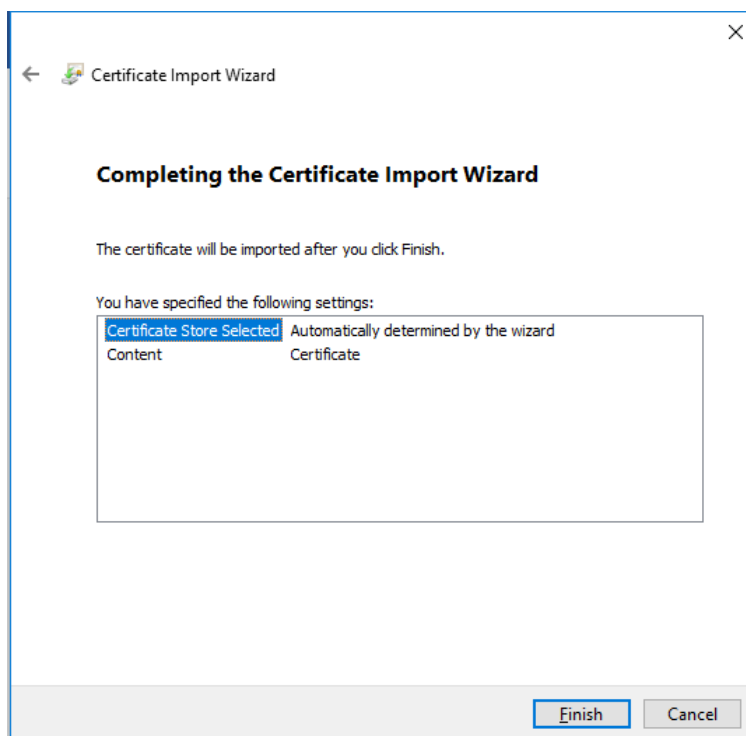 Certificate Import Wizard
Completing the Certificate Import Wizard
The certificate will be imported after you click Finish.
You have specified the following settings:
Certificate Store Selected Automatically determined by the wizard
Content Certificate
Finish Cancel